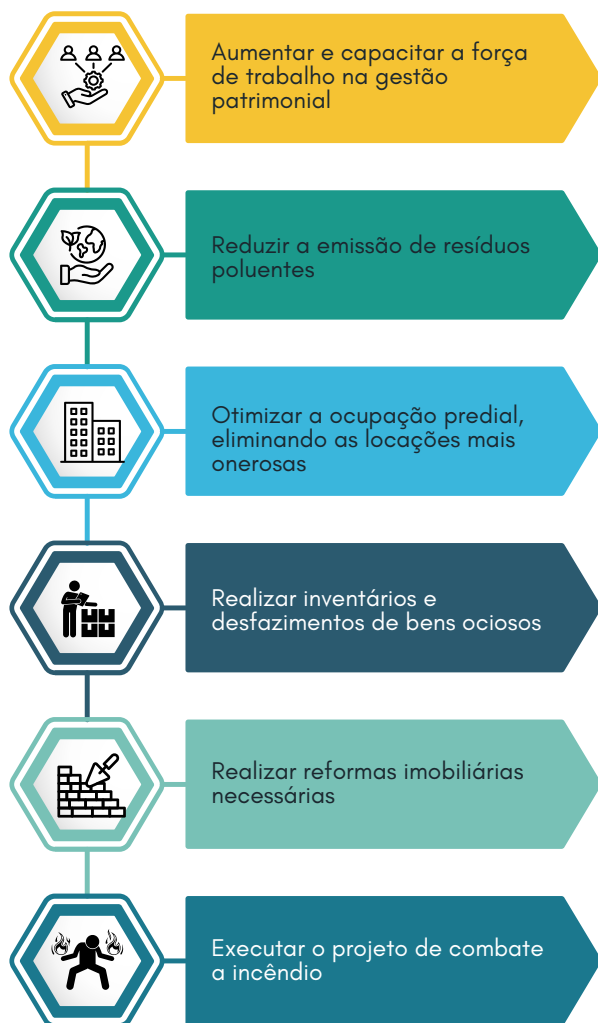 Aumentar e capacitar a força
de trabalho na gestão
patrimonial
Reduzir a emissão de resíduos
poluentes
Otimizar a ocupação predial,
eliminando as locações mais
onerosas
Realizar inventários e
desfazimentos de bens ociosos
Realizar reformas imobiliárias
necessárias
Executar o projeto de combate
a incêndio